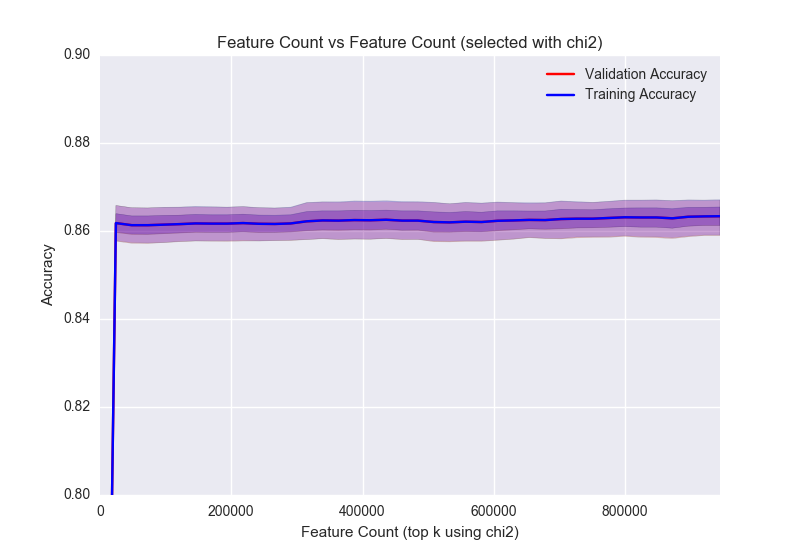 Feature Count vs Feature Count (selected with chi2)
0.90
0.88
0.86
0.84
0.82
0.80
Accuracy
Validation Accuracy
Training Accuracy
0
200000
400000
600000
800000
Feature Count (top k using chi2)